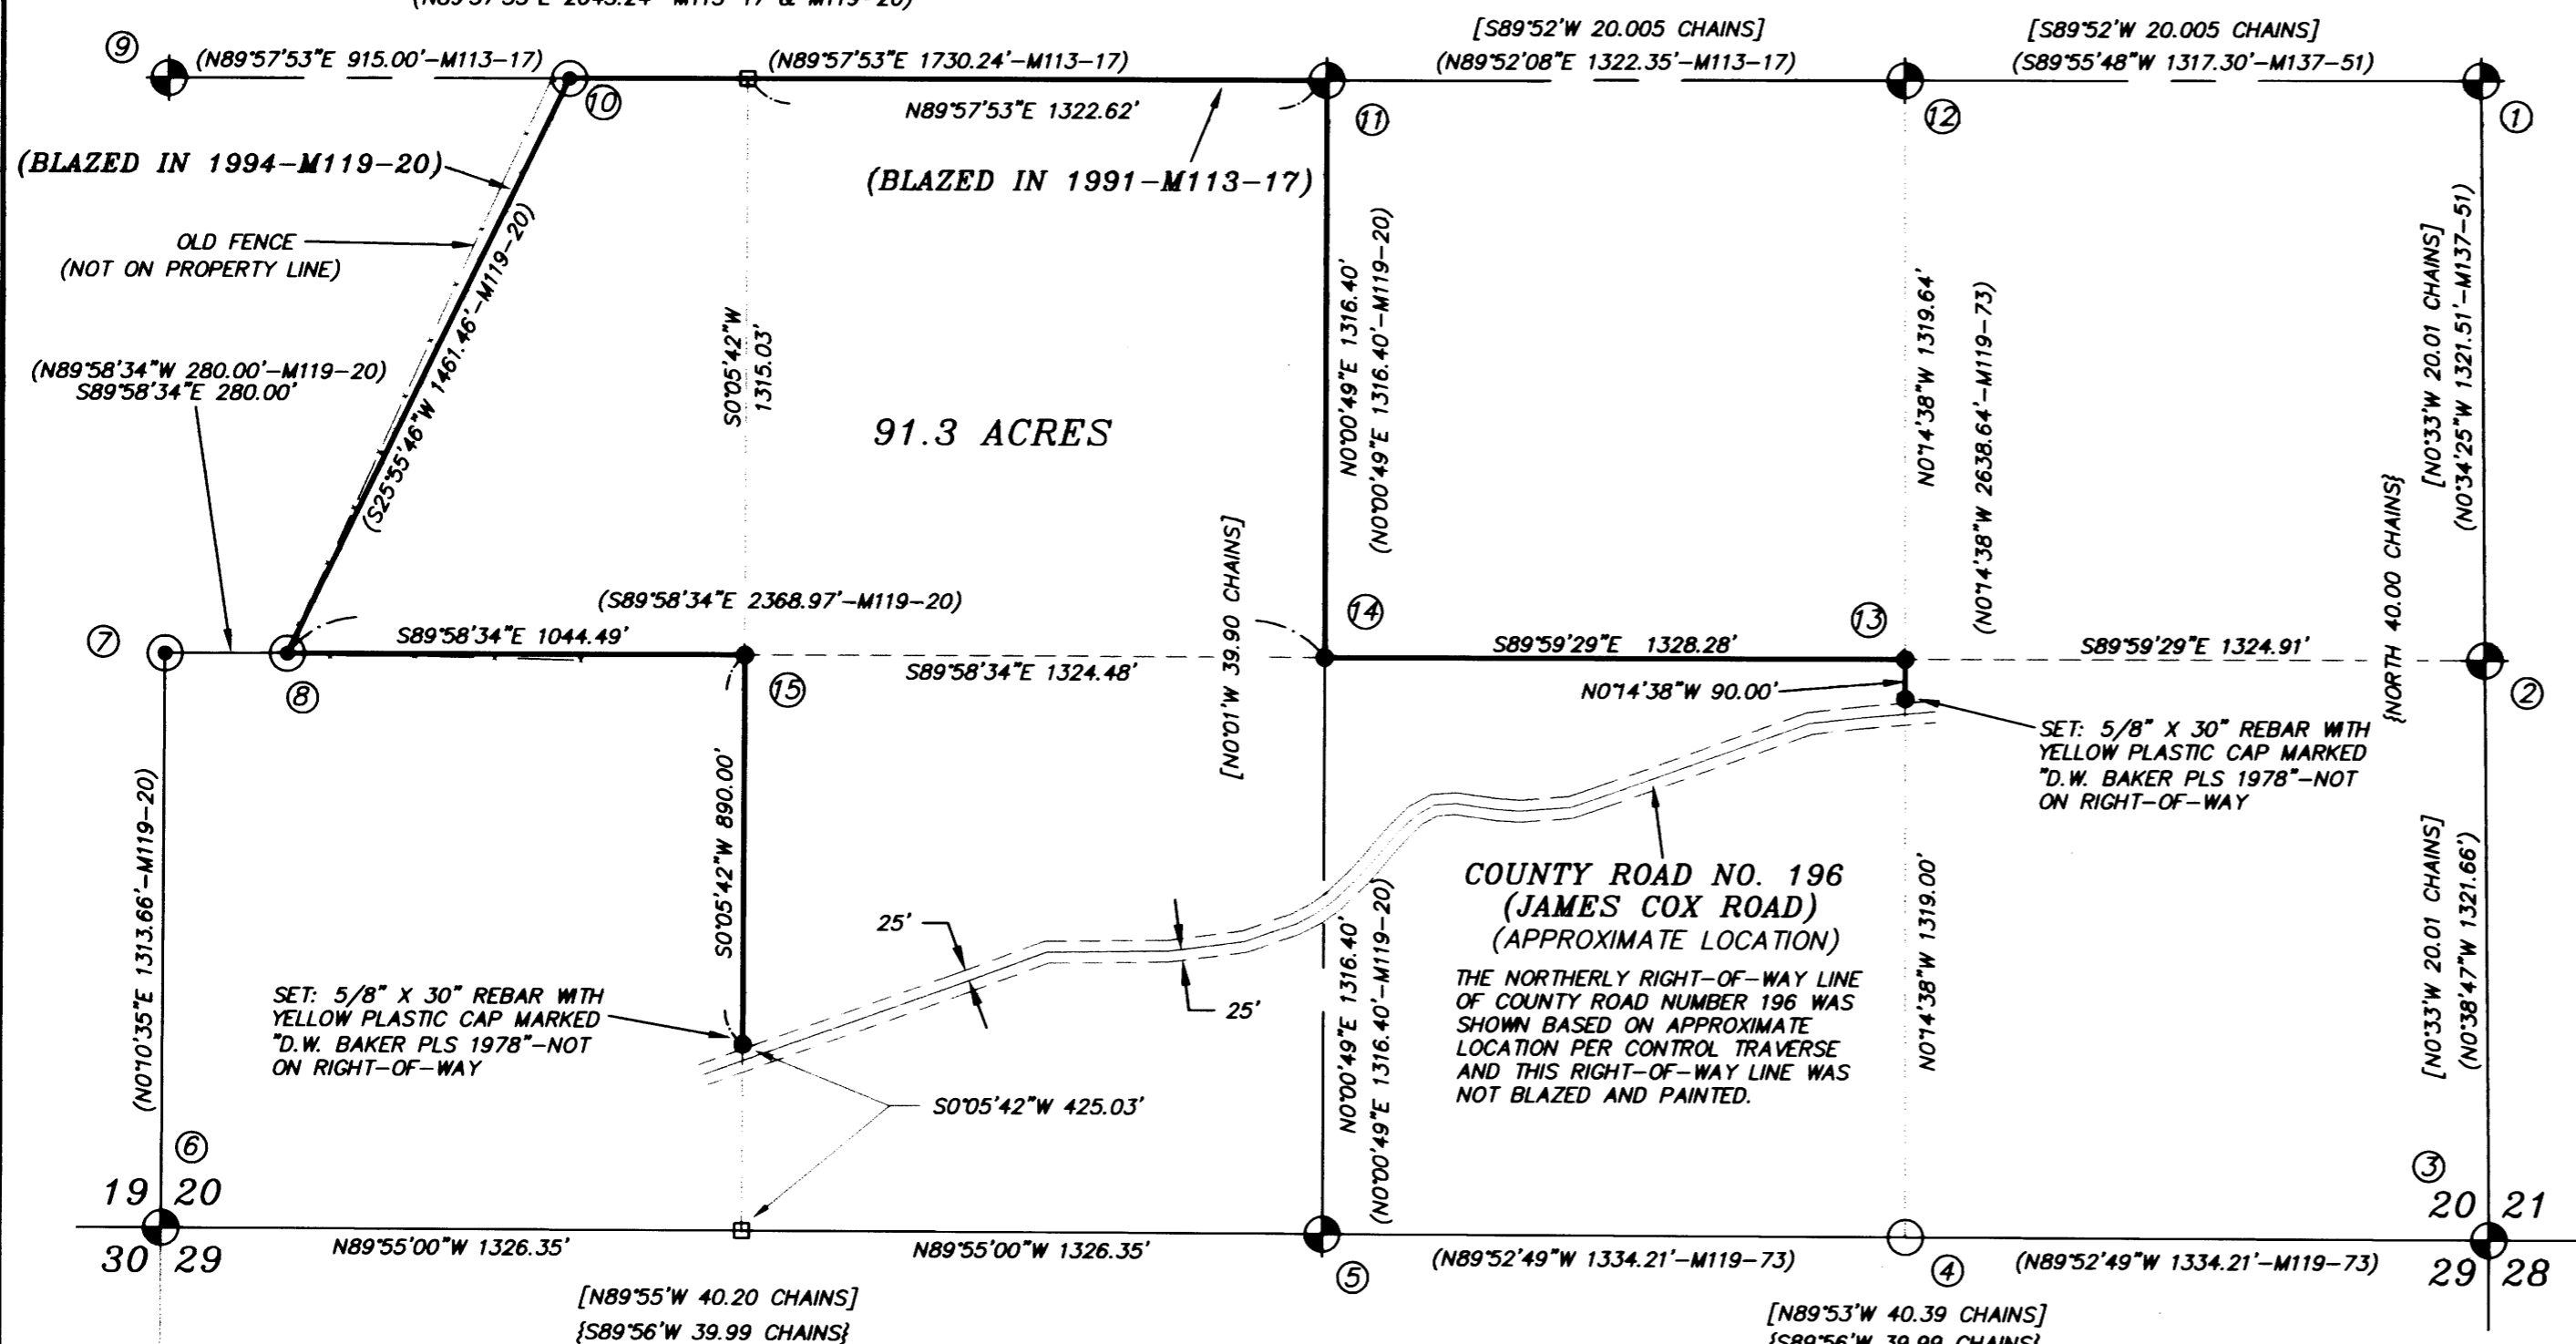 (N89°57'53"E 2645.24'-M113-17 & M119-20)
[S89°52'W 20.005 CHAINS]
[S89°52'W 20.005 CHAINS]
9
(N89°57'53"E 915.00'-M113-17)
(N89°57'53"E 1730.24'-M113-17)
(N89°52'08"E 1322.35'-M113-17)
(S89°55'48"W 1317.30'-M137-51)
10
N89°57'53"E 1322.62'
11
12
1
(BLAZED IN 1994-M119-20)
(BLAZED IN 1991-M113-17)
OLD FENCE
(NOT ON PROPERTY LINE)
(S25°55'46"W 1461.46'-M119-20)
S0°05'42"W
1315.03'
N0°00'49"E 1316.40'
(N0°00'49"E 1316.40'-M119-20)
N0°14'38"W 1319.64'
(N0°14'38"W 2638.64'-M119-73)
[N0°33'W 20.01 CHAINS]
(N0°34'25"W 1321.51'-M137-51)
(N89°58'34"W 280.00'-M119-20)
S89°58'34"E 280.00'
91.3 ACRES
{NORTH 40.00 CHAINS}
[N0°01'W 39.90 CHAINS]
(S89°58'34"E 2368.97'-M119-20)
14
13
7
S89°58'34"E 1044.49'
S89°58'34"E 1324.48'
S89°59'29"E 1328.28'
S89°59'29"E 1324.91'
8
15
N0°14'38"W 90.00'
2
SET: 5/8" X 30" REBAR WITH
YELLOW PLASTIC CAP MARKED
"D.W. BAKER PLS 1978"-NOT
ON RIGHT-OF-WAY
(N0°10'35"E 1313.66'-M119-20)
S0°05'42"W 890.00'
25'
25'
COUNTY ROAD NO. 196
(JAMES COX ROAD)
(APPROXIMATE LOCATION)
THE NORTHERLY RIGHT-OF-WAY LINE
OF COUNTY ROAD NUMBER 196 WAS
SHOWN BASED ON APPROXIMATE
LOCATION PER CONTROL TRAVERSE
AND THIS RIGHT-OF-WAY LINE WAS
NOT BLAZED AND PAINTED.
N0°00'49"E 1316.40'
(N0°00'49"E 1316.40'-M119-20)
N0°14'38"W 1319.00'
[N0°33'W 20.01 CHAINS]
(N0°38'47"W 1321.66')
SET: 5/8" X 30" REBAR WITH
YELLOW PLASTIC CAP MARKED
"D.W. BAKER PLS 1978"-NOT
ON RIGHT-OF-WAY
S0°05'42"W 425.03'
6
3
19 20
20 21
30 29
N89°55'00"W 1326.35'
N89°55'00"W 1326.35'
5
(N89°52'49"W 1334.21'-M119-73)
4
(N89°52'49"W 1334.21'-M119-73)
29 28
[N89°55'W 40.20 CHAINS]
{S89°56'W 39.99 CHAINS}
[N89°53'W 40.39 CHAINS]
{S89°56'W 39.99 CHAINS}